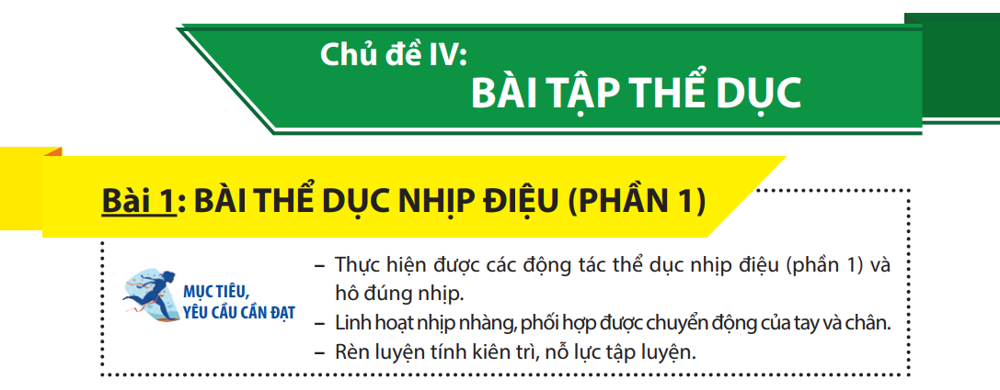 Chủ đề IV:
BÀI TẬP THỂ DỤC
Bài 1: BÀI THỂ DỤC NHỊP ĐIỆU (PHẦN 1)
MỤC TIÊU,
YÊU CẦU CẦN ĐẠT
– Thực hiện được các động tác thể dục nhịp điệu (phần 1) và
hô đúng nhịp.
– Linh hoạt nhịp nhàng, phối hợp được chuyển động của tay và chân.
– Rèn luyện tính kiên trì, nỗ lực tập luyện.